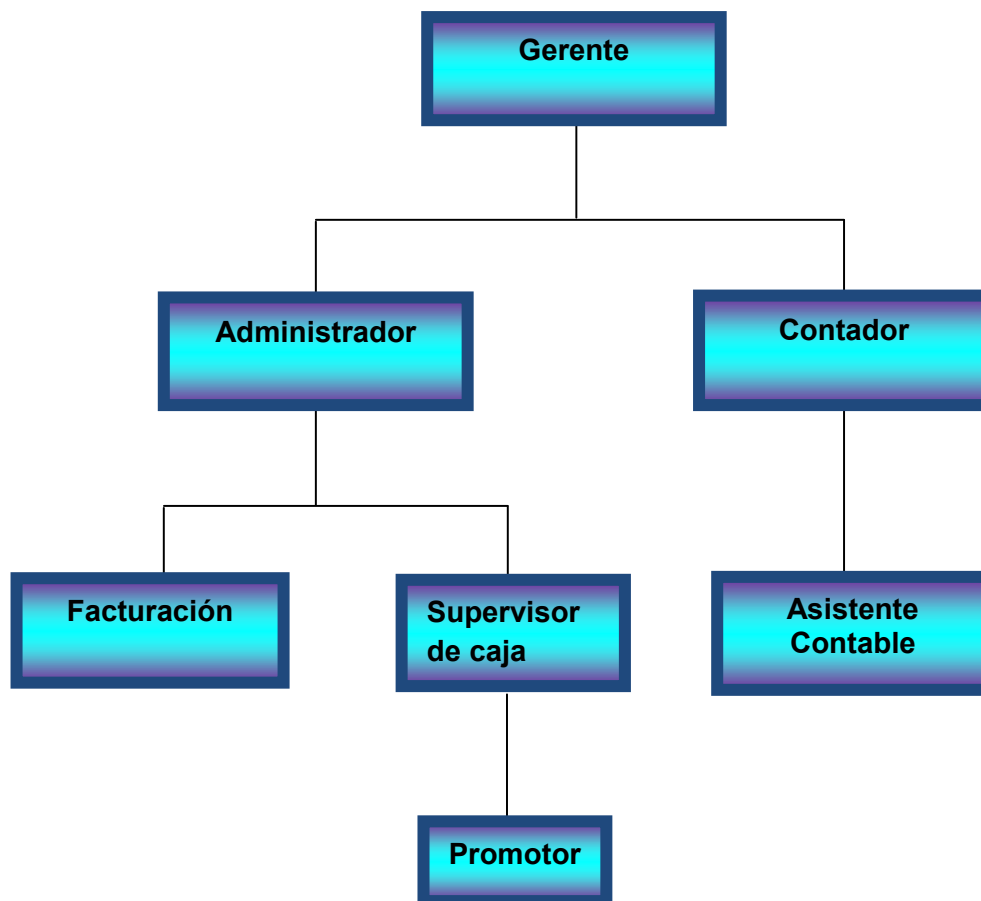 Gerente
Administrador
Contador
Facturación
Supervisor
de caja
Asistente
Contable
Promotor